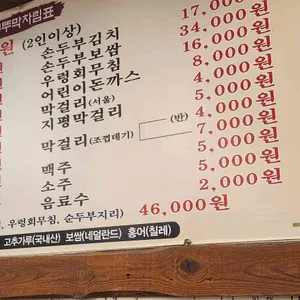 뚜막차림표
원 (2인이상) 17,000원
손두부김치 34,000원
손두부보쌈 16,000원
우렁회무침 16,000원
어린이돈까스 8,000원
막걸리(서울) 4,000원
지평막걸리 5,000원
막걸리(조껍데기) (반) 4,000원
7,000원
맥주 5,000원
소주 5,000원
음료수 2,000원
, 우렁회무침, 순두부지리) 46,000원
고추가루(국내산) 보쌈(네덜란드) 홍어(칠레)